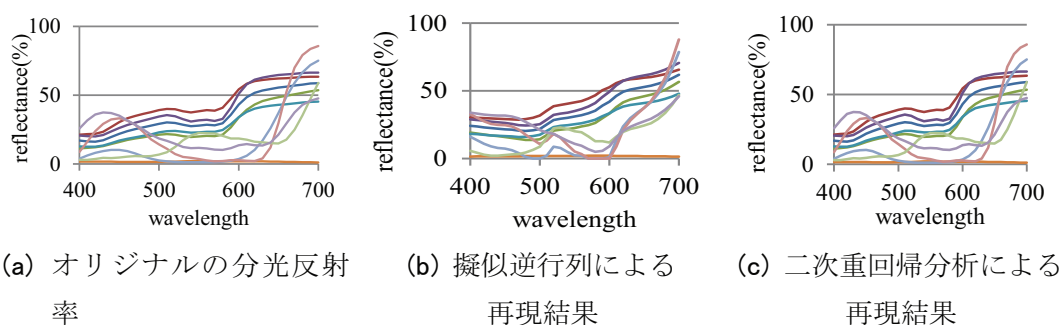 100
50
0
reflectance(%)
400
500
600
700
wavelength
(a) オリジナルの分光反射
率
100
50
0
reflectance(%)
400
500
600
700
wavelength
(b) 擬似逆行列による
再現結果
100
50
0
reflectance(%)
400
500
600
700
wavelength
(c) 二次重回帰分析による
再現結果